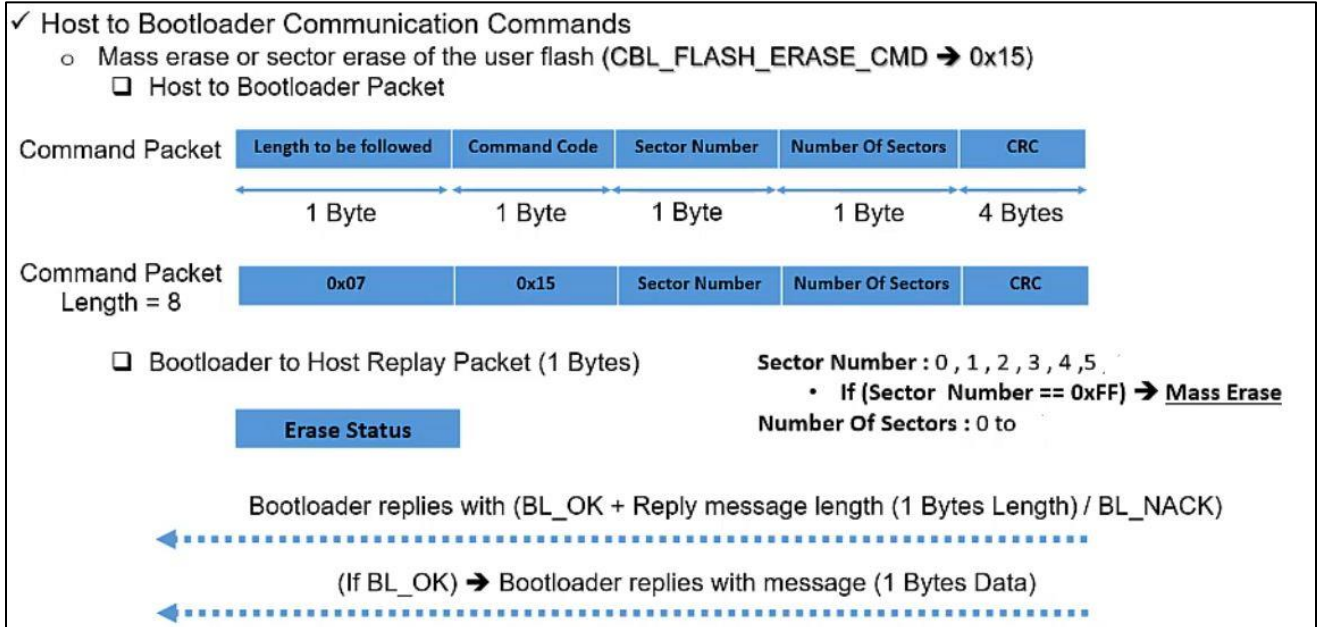 ✓ Host to Bootloader Communication Commands
o Mass erase or sector erase of the user flash (CBL_FLASH_ERASE_CMD ➔ 0x15)
❑ Host to Bootloader Packet
Command Packet Length to be followed Command Code Sector Number Number Of Sectors CRC
1 Byte 1 Byte 1 Byte 1 Byte 4 Bytes
Command Packet
Length = 8 0x07 0x15 Sector Number Number Of Sectors CRC
❑ Bootloader to Host Replay Packet (1 Bytes)
Sector Number : 0 , 1 , 2 , 3 , 4 ,5
• If (Sector Number == 0xFF) ➔ Mass Erase
Number Of Sectors : 0 to
Erase Status
Bootloader replies with (BL_OK + Reply message length (1 Bytes Length) / BL_NACK)
(If BL_OK) ➔ Bootloader replies with message (1 Bytes Data)